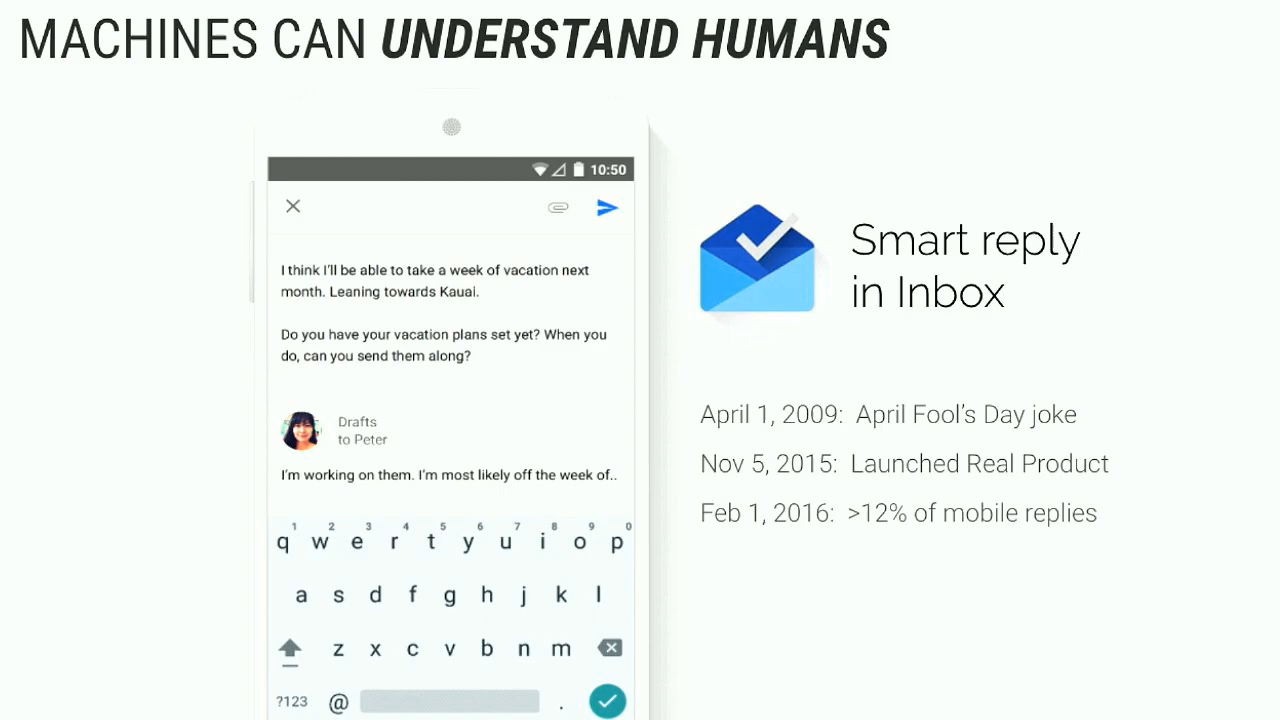 MACHINES CAN UNDERSTAND HUMANS
10:50
I think I'll be able to take a week of vacation next
month. Leaning towards Kauai.
Do you have your vacation plans set yet? When you
do, can you send them along?
Drafts
to Peter
I'm working on them. I'm most likely off the week of..
1 2 3 4 5 6 7 8 9 0
q w e r t y u i o p
a s d f g h j k l
z x c v b n m
?123 @ .
Smart reply
in Inbox
April 1, 2009: April Fool's Day joke
Nov 5, 2015: Launched Real Product
Feb 1, 2016: >12% of mobile replies